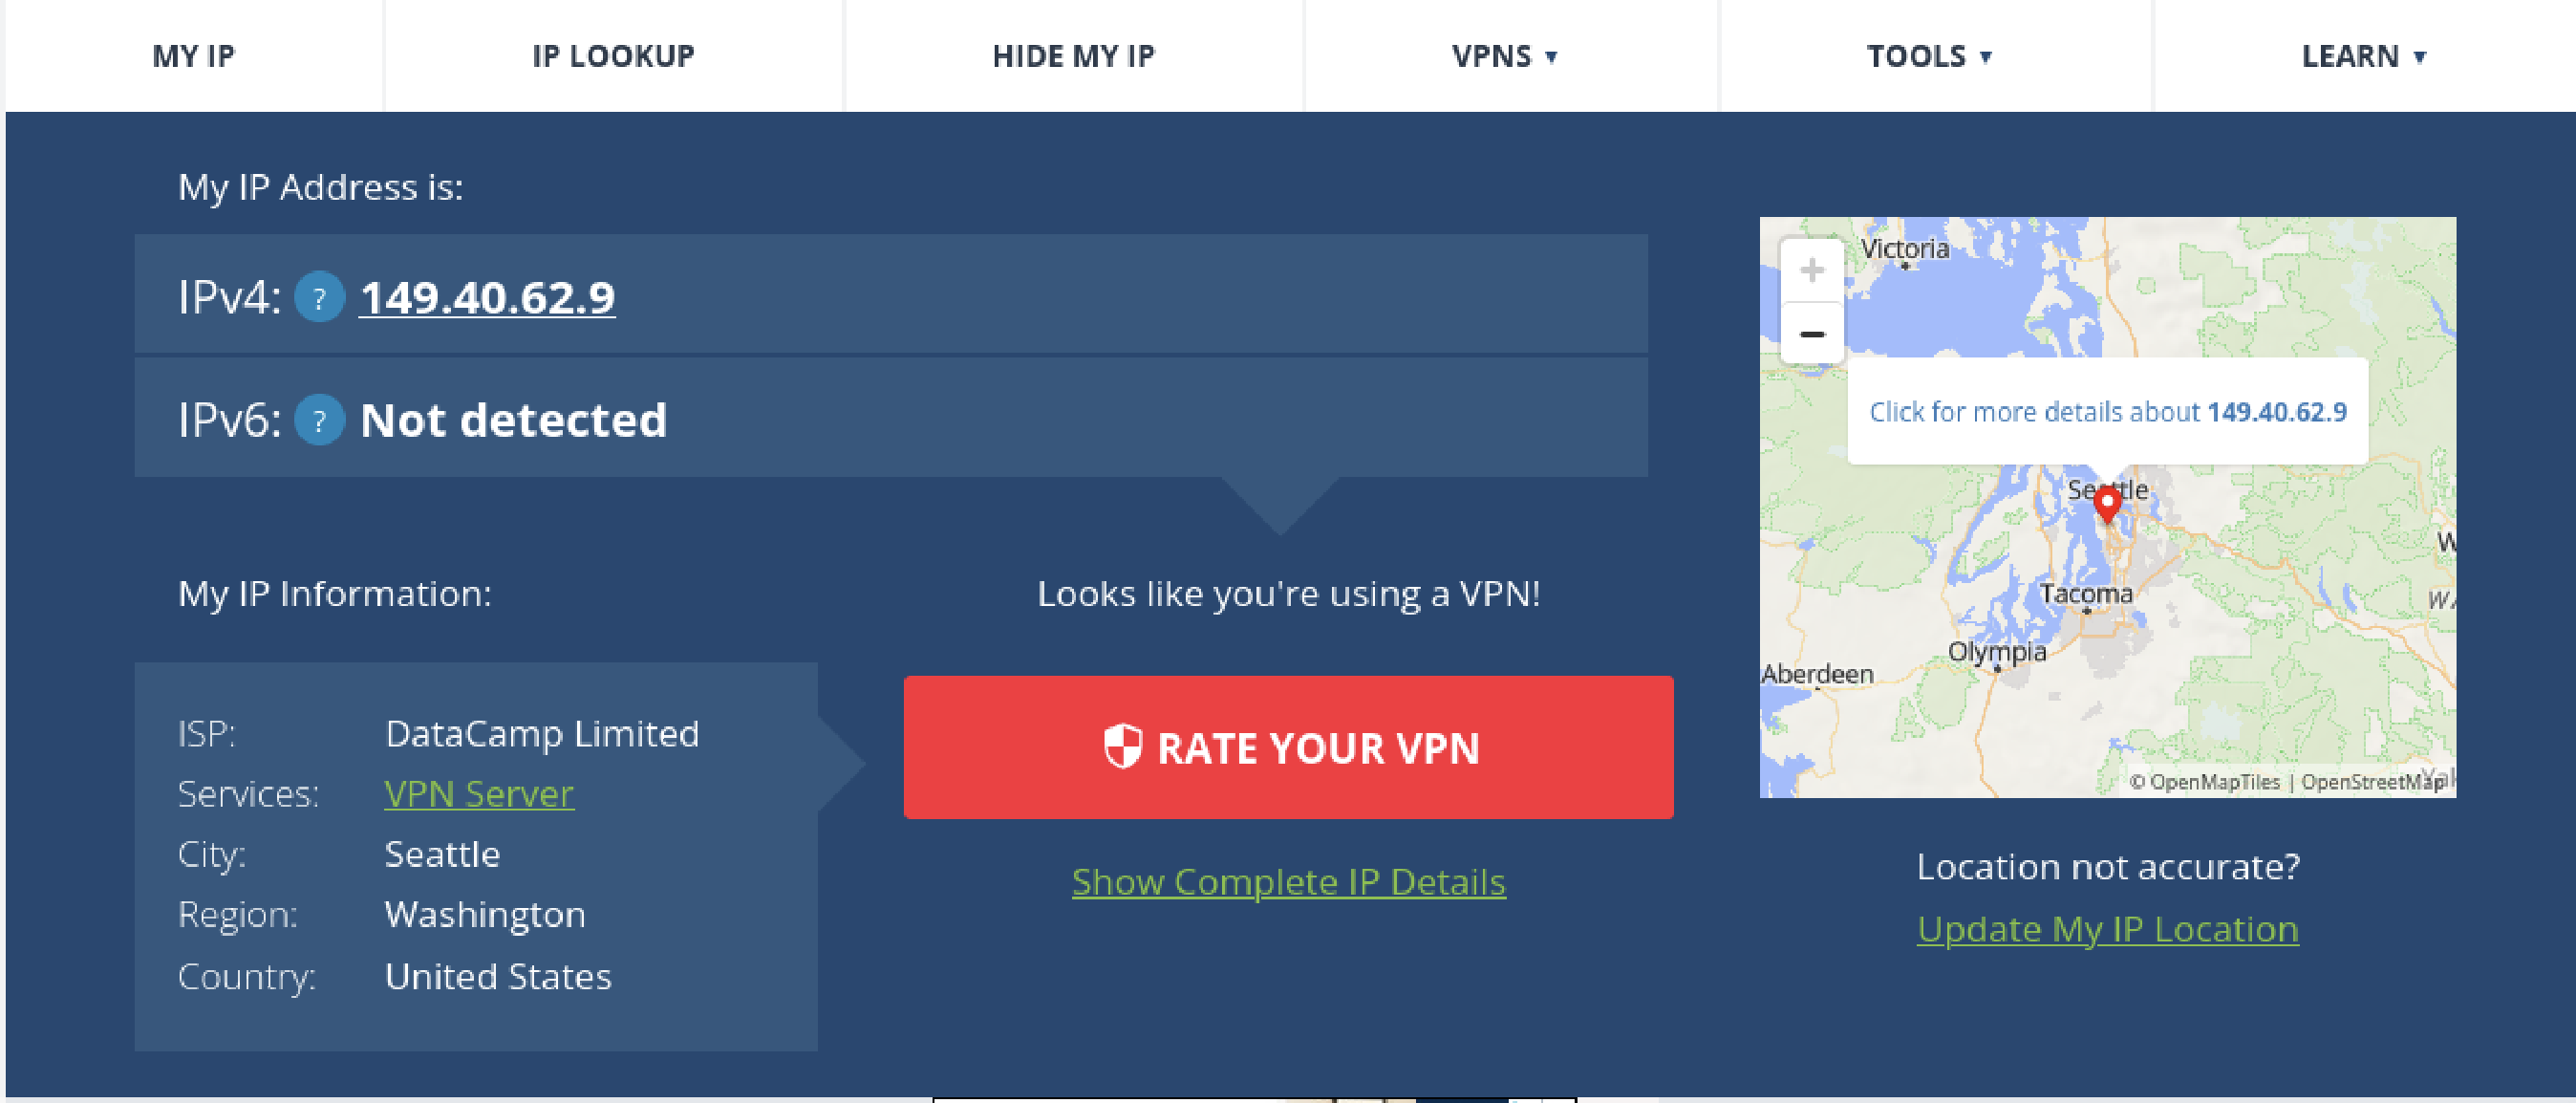 MY IP
IP LOOKUP
HIDE MY IP
VPNS ▼
TOOLS ▼
LEARN ▼
My IP Address is:
IPv4: ? 149.40.62.9
IPv6: ? Not detected
My IP Information:
ISP: DataCamp Limited
Services: VPN Server
City: Seattle
Region: Washington
Country: United States
Looks like you're using a VPN!
RATE YOUR VPN
Show Complete IP Details
+
−
Victoria
Click for more details about 149.40.62.9
Seattle
Tacoma
Olympia
Aberdeen
© OpenMapTiles | OpenStreetMap
Location not accurate?
Update My IP Location